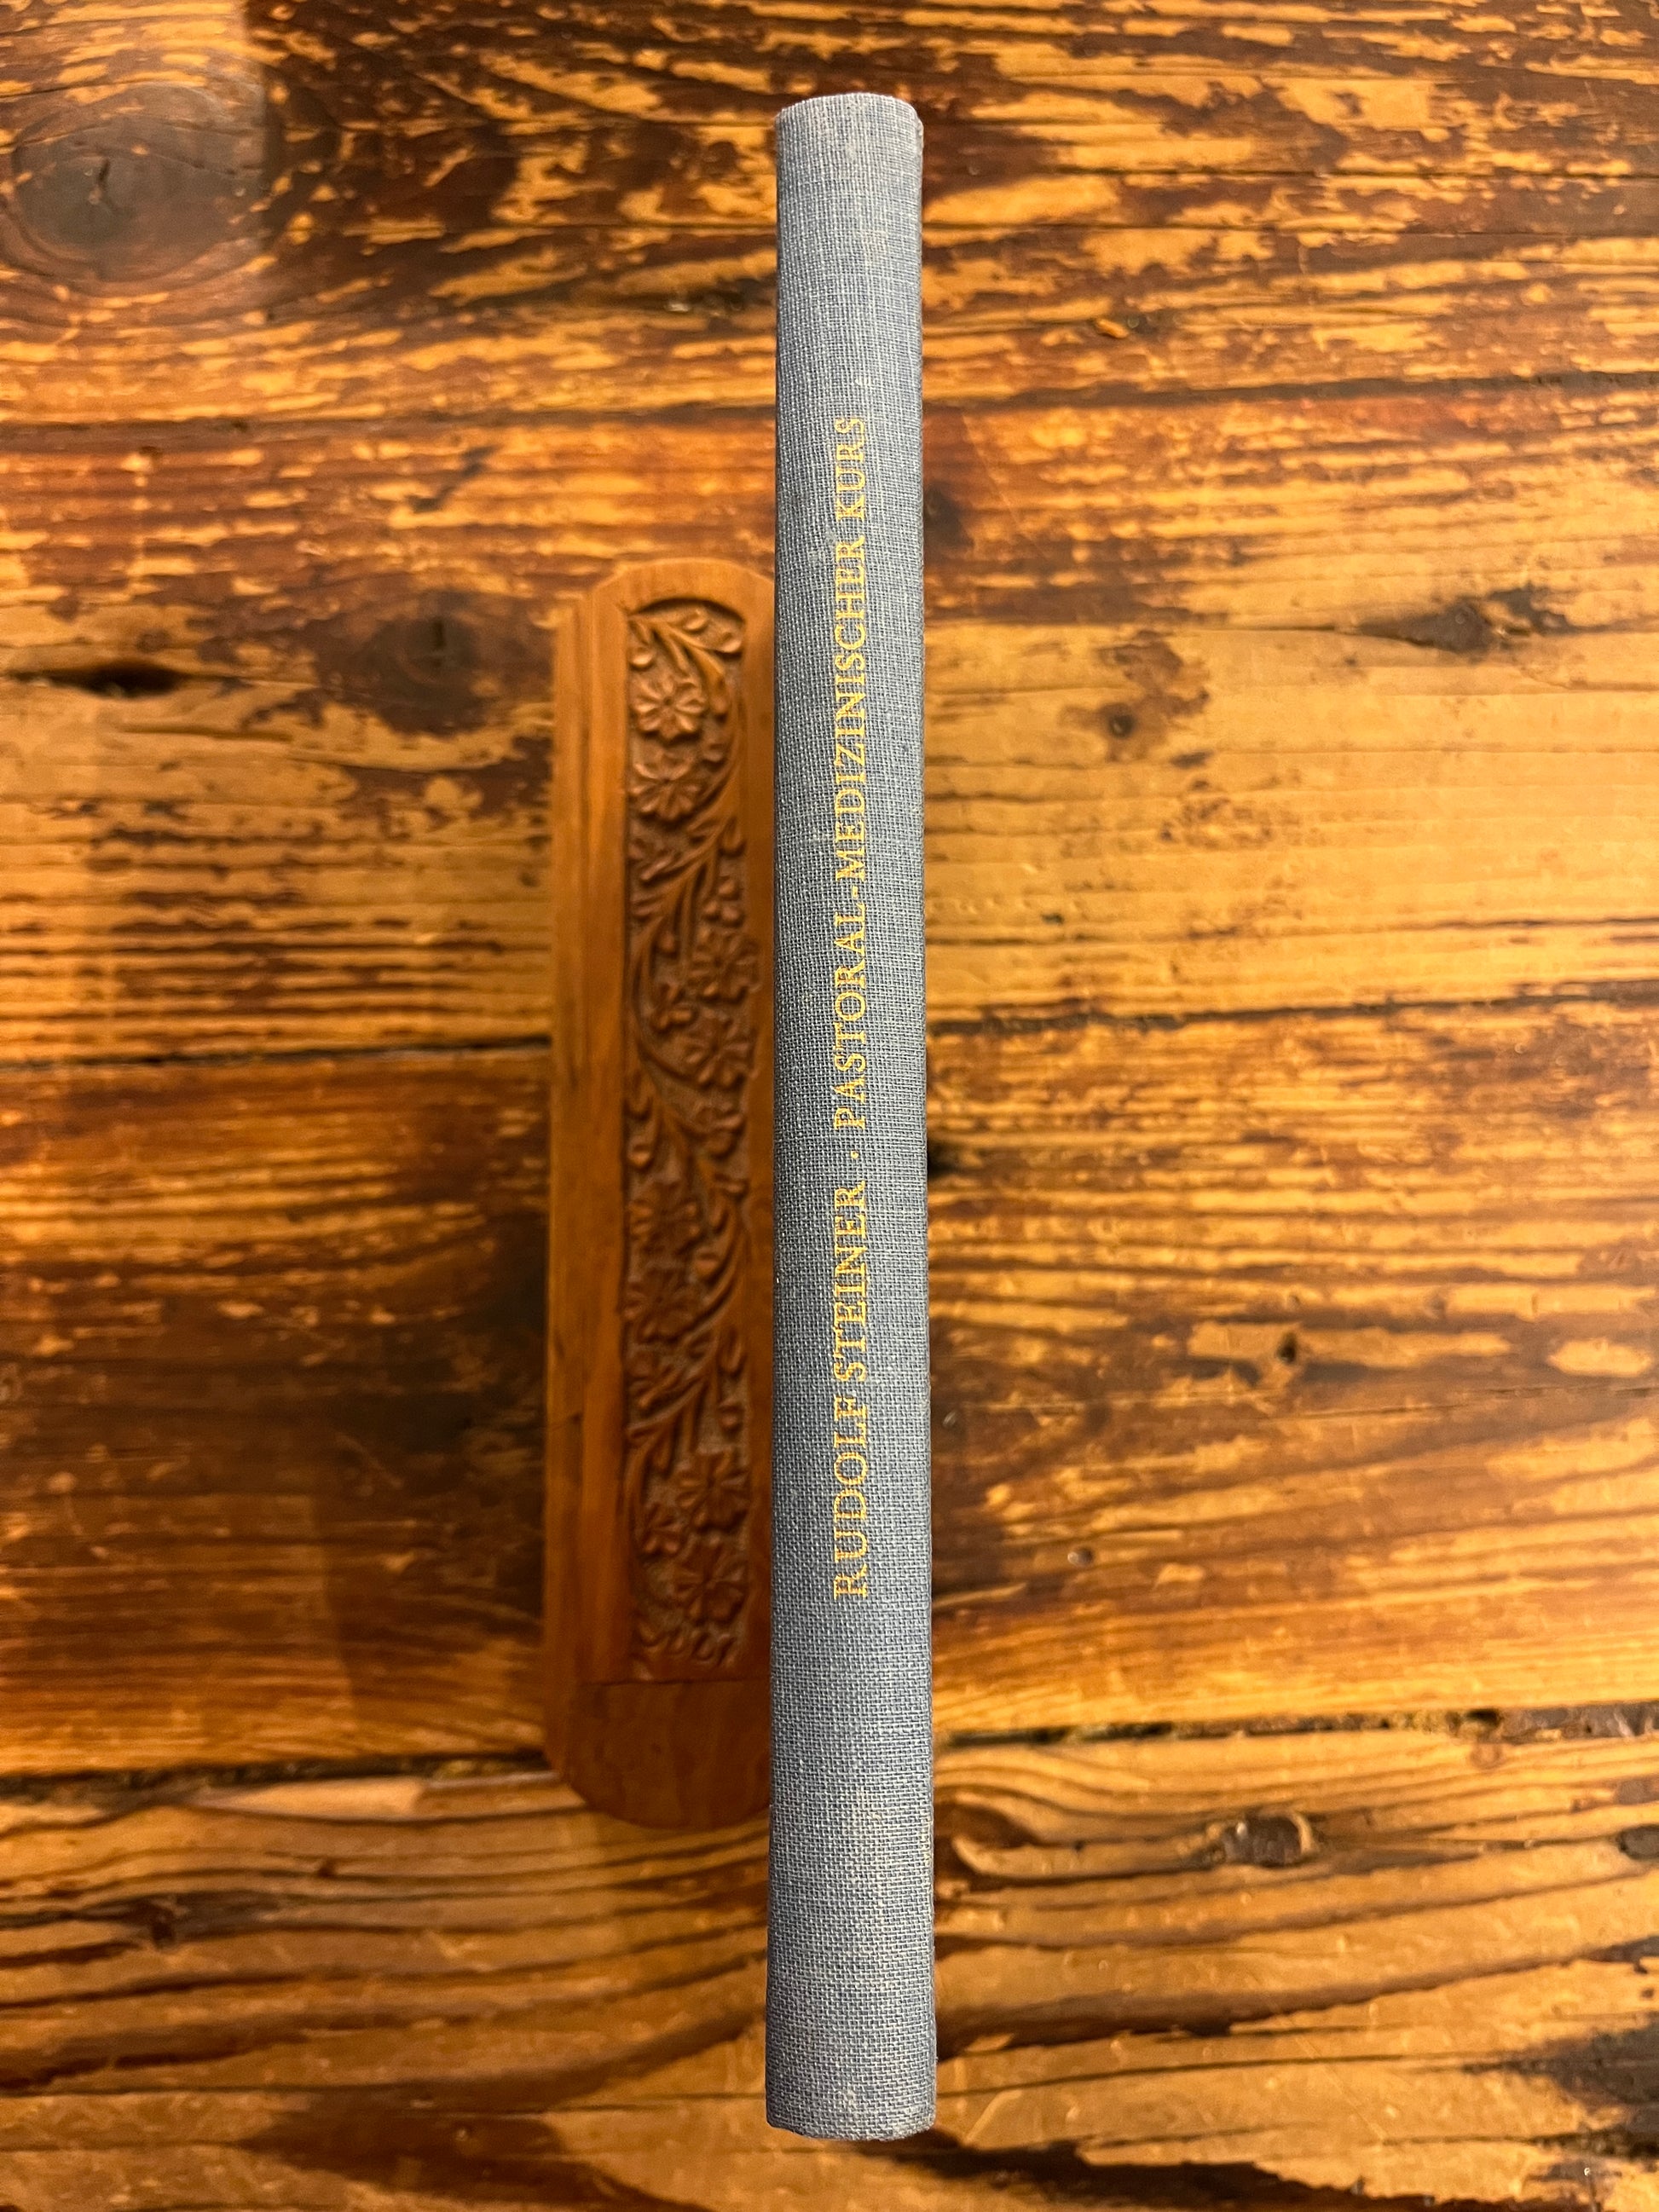 RUDOLF STEINER · PASTORAL-MEDIZINISCHER KURS